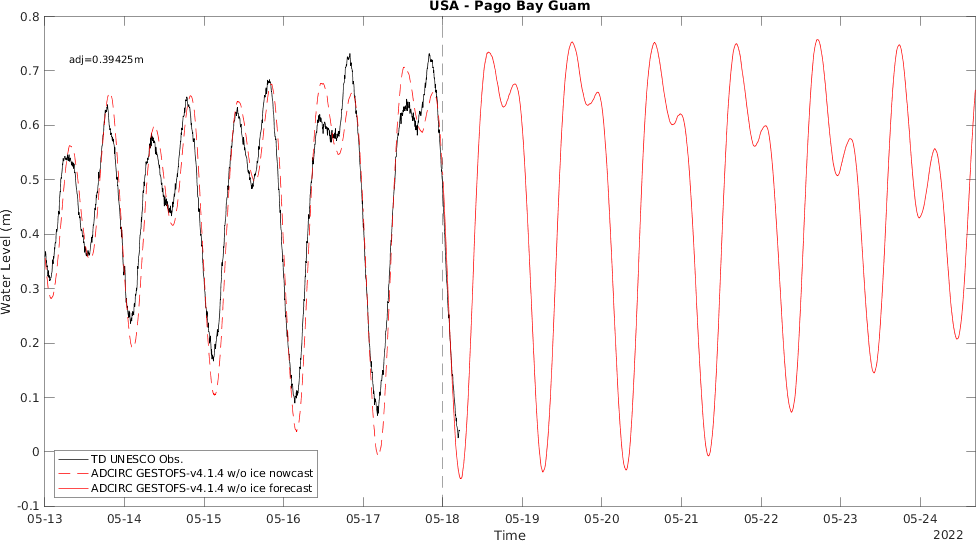 USA - Pago Bay Guam
adj=0.39425m
0.8
0.7
0.6
0.5
0.4
0.3
0.2
0.1
0
-0.1
Water Level (m)
TD UNESCO Obs.
ADCIRC GESTOFS-v4.1.4 w/o ice nowcast
ADCIRC GESTOFS-v4.1.4 w/o ice forecast
05-13 05-14 05-15 05-16 05-17 05-18 05-19 05-20 05-21 05-22 05-23 05-24
Time
2022